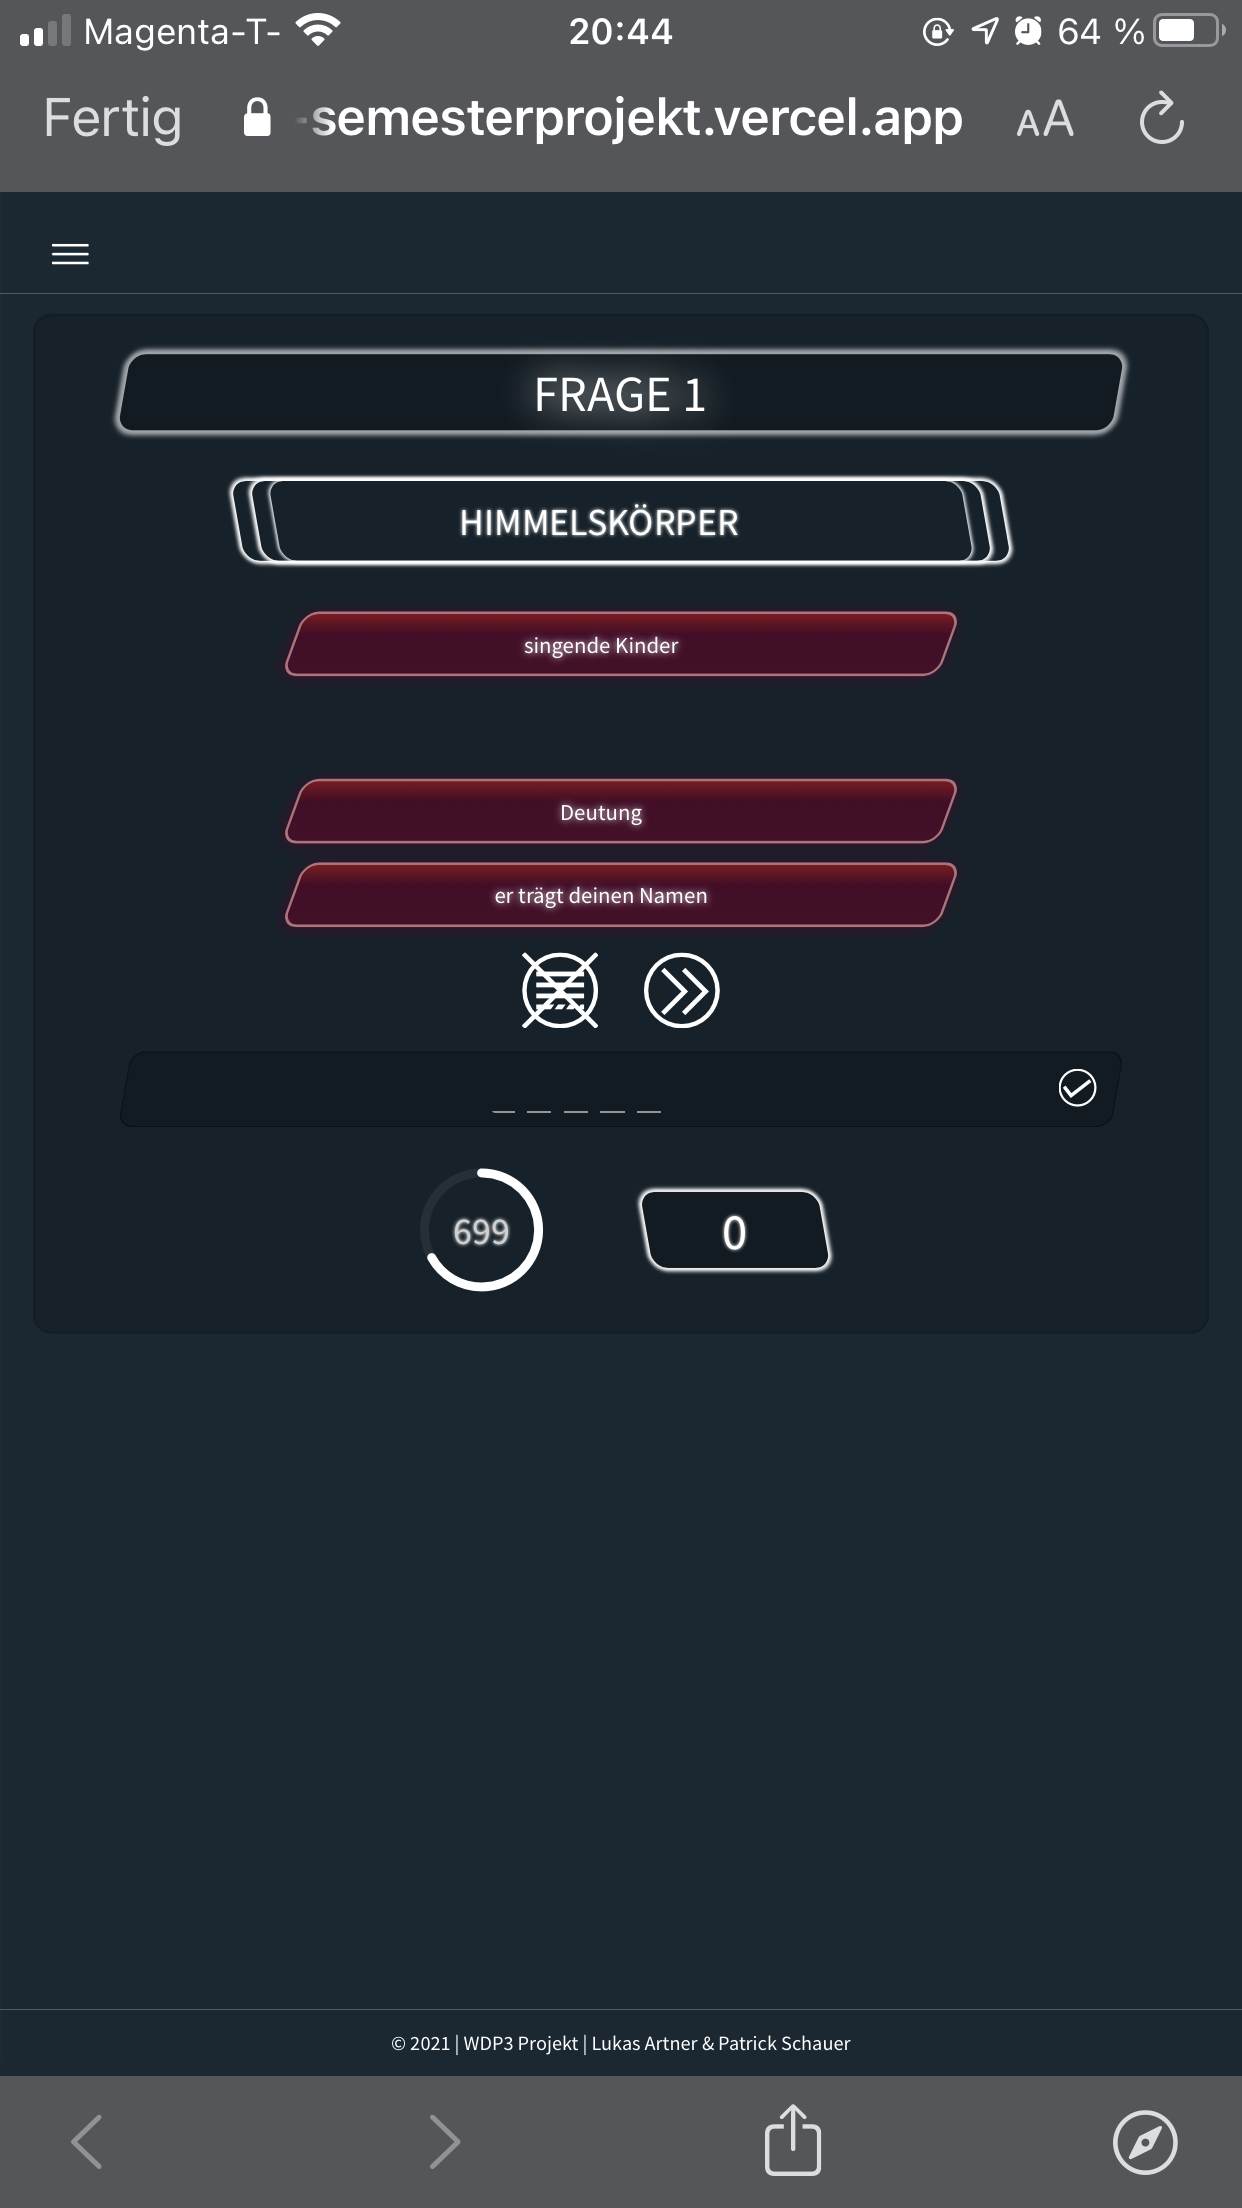 Magenta-T- 20:44 64 %
Fertig -semesterprojekt.vercel.app AA
FRAGE 1
HIMMELSKÖRPER
singende Kinder
Deutung
er trägt deinen Namen
_ _ _ _ _
699 0
© 2021 | WDP3 Projekt | Lukas Artner & Patrick Schauer